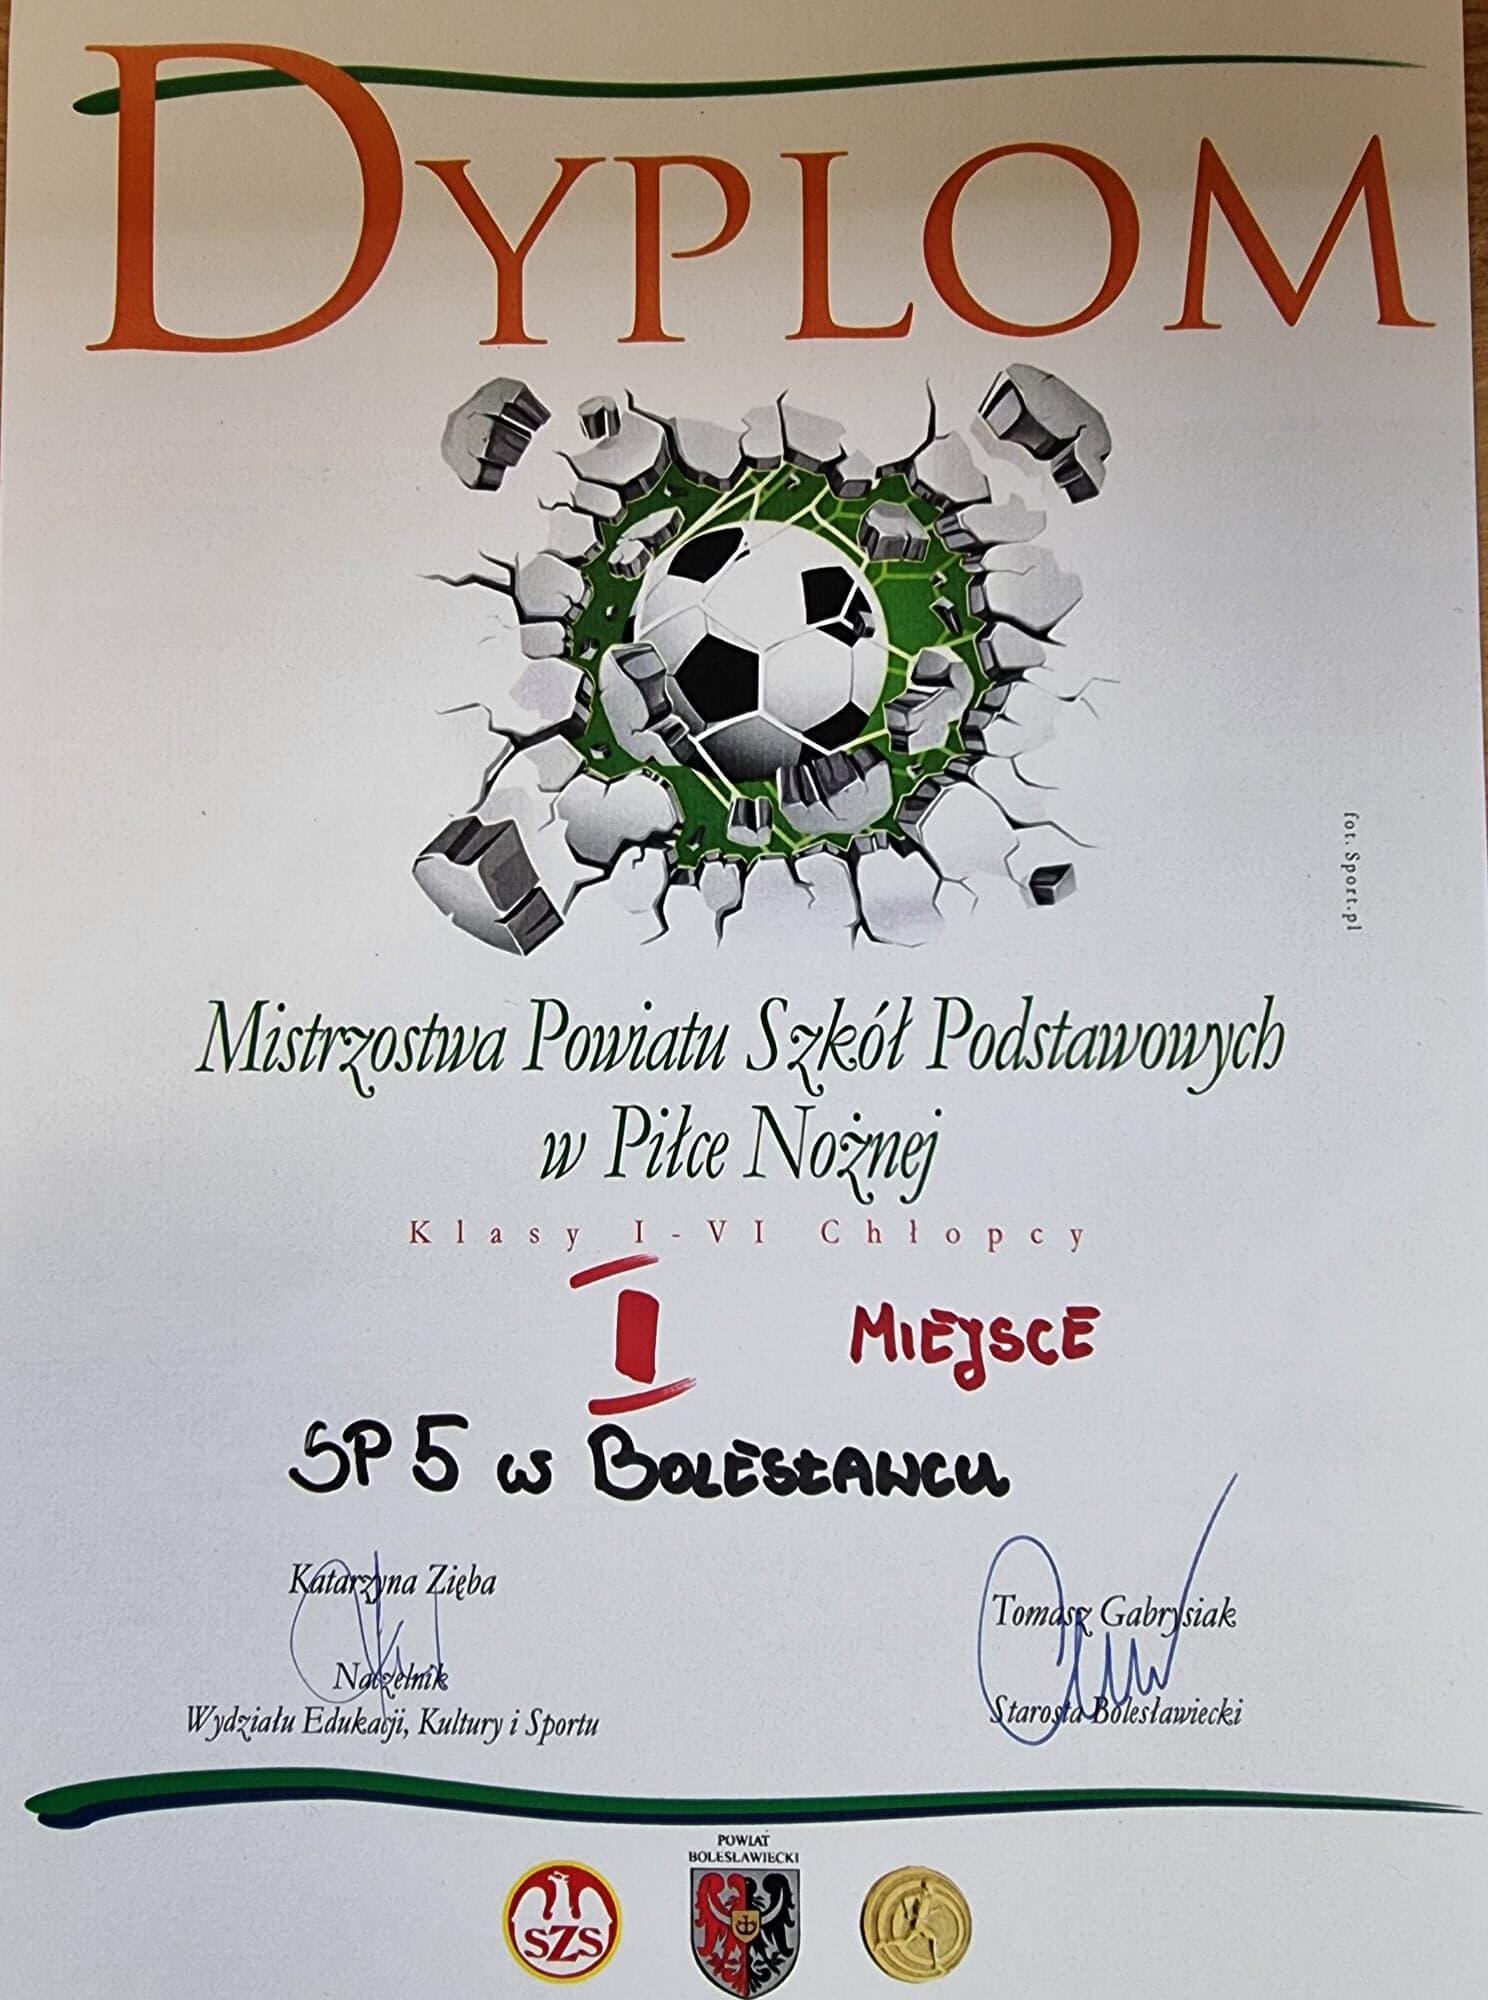 DYPLOM
fot. Sport.pl
Mistrzostwa Powiatu Szkół Podstawowych
w Piłce Nożnej
Klasy I-VI Chłopcy
I MIEJSCE
SP 5 w BOLESŁAWCU
Katarzyna Zięba
Naczelnik
Wydziału Edukacji, Kultury i Sportu
Tomasz Gabrysiak
Starosta Bolesławiecki
POWIAT
BOLESŁAWIECKI
SZS